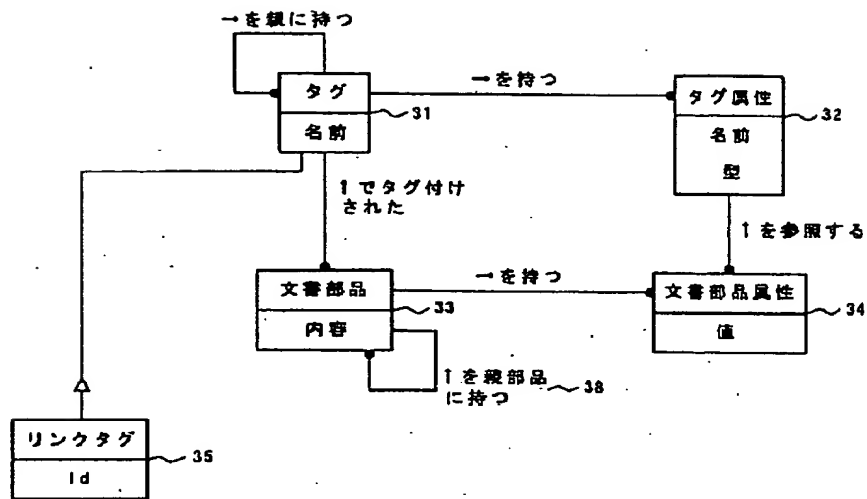 →を親に持つ
タグ
名前
31
→を持つ
タグ属性
名前
型
32
↑でタグ付け
された
↑を参照する
文書部品
内容
33
→を持つ
文書部品属性
値
34
↑を親部品
に持つ
38
リンクタグ
Id
35